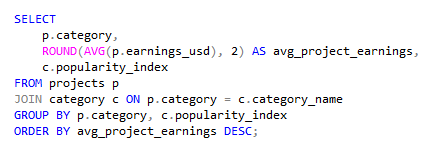 SELECT
    p.category,
    ROUND(AVG(p.earnings_usd), 2) AS avg_project_earnings,
    c.popularity_index
FROM projects p
JOIN category c ON p.category = c.category_name
GROUP BY p.category, c.popularity_index
ORDER BY avg_project_earnings DESC;